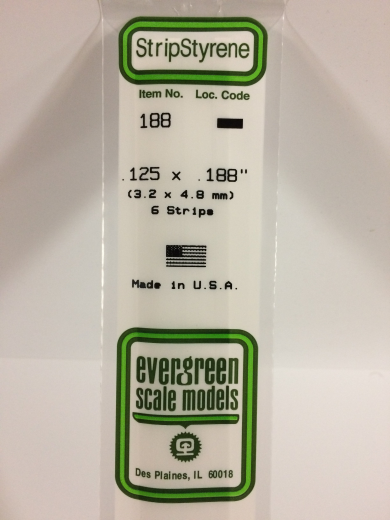 StripStyrene
Item No. Loc. Code
188
.125 x .188"
(3.2 x 4.8 mm)
6 Strips
Made in U.S.A.
evergreen
scale models
Des Plaines, IL 60018